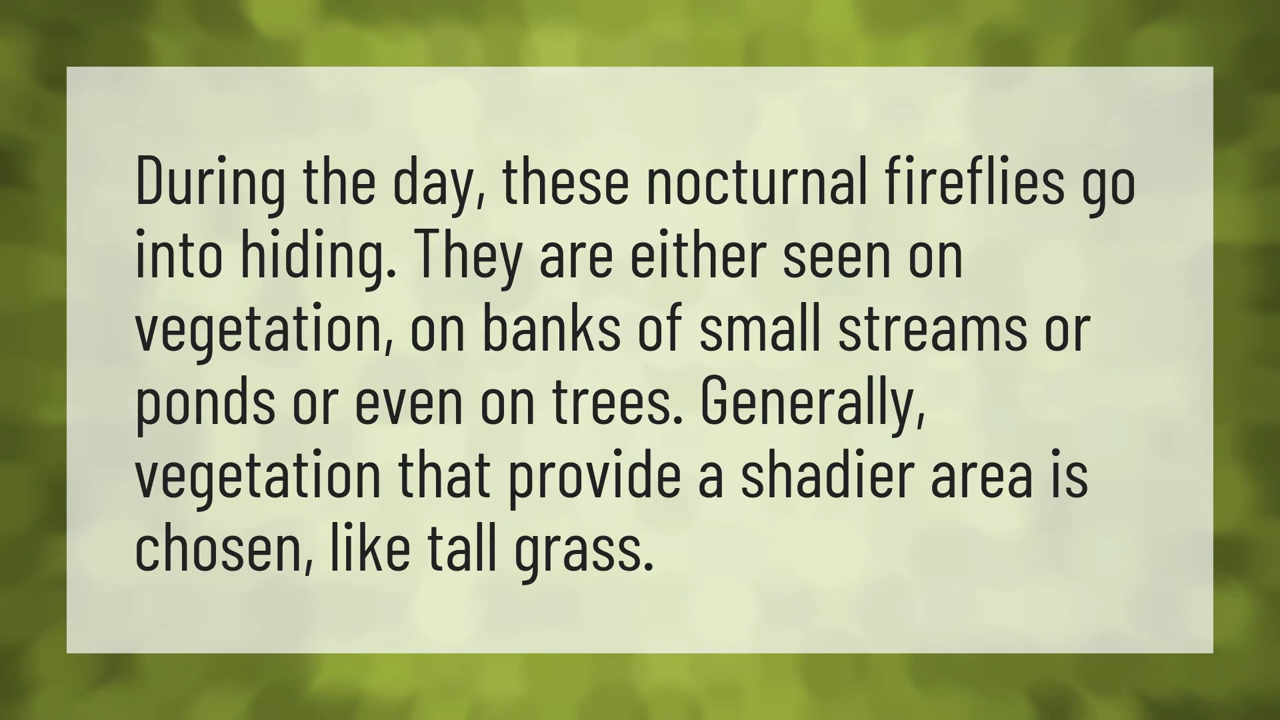 During the day, these nocturnal fireflies go
into hiding. They are either seen on
vegetation, on banks of small streams or
ponds or even on trees. Generally,
vegetation that provide a shadier area is
chosen, like tall grass.